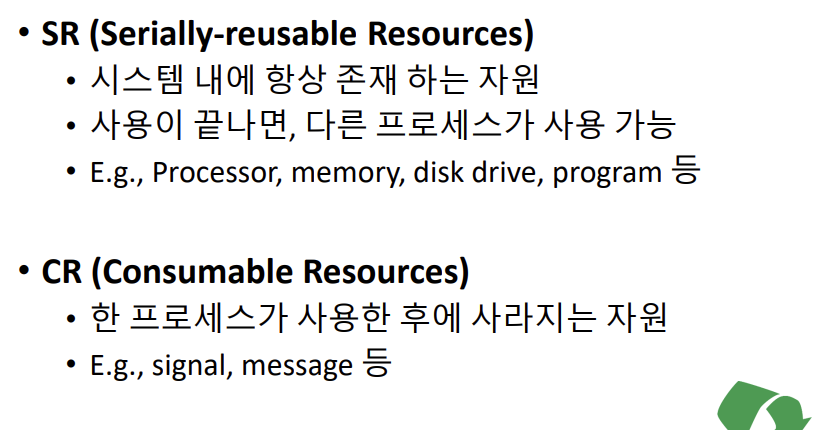 • SR (Serially-reusable Resources)
• 시스템 내에 항상 존재 하는 자원
• 사용이 끝나면, 다른 프로세스가 사용 가능
• E.g., Processor, memory, disk drive, program 등
• CR (Consumable Resources)
• 한 프로세스가 사용한 후에 사라지는 자원
• E.g., signal, message 등